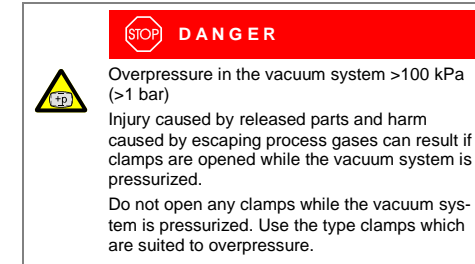 STOP DANGER
+p
Overpressure in the vacuum system >100 kPa
(>1 bar)
Injury caused by released parts and harm
caused by escaping process gases can result if
clamps are opened while the vacuum system is
pressurized.
Do not open any clamps while the vacuum sys-
tem is pressurized. Use the type clamps which
are suited to overpressure.